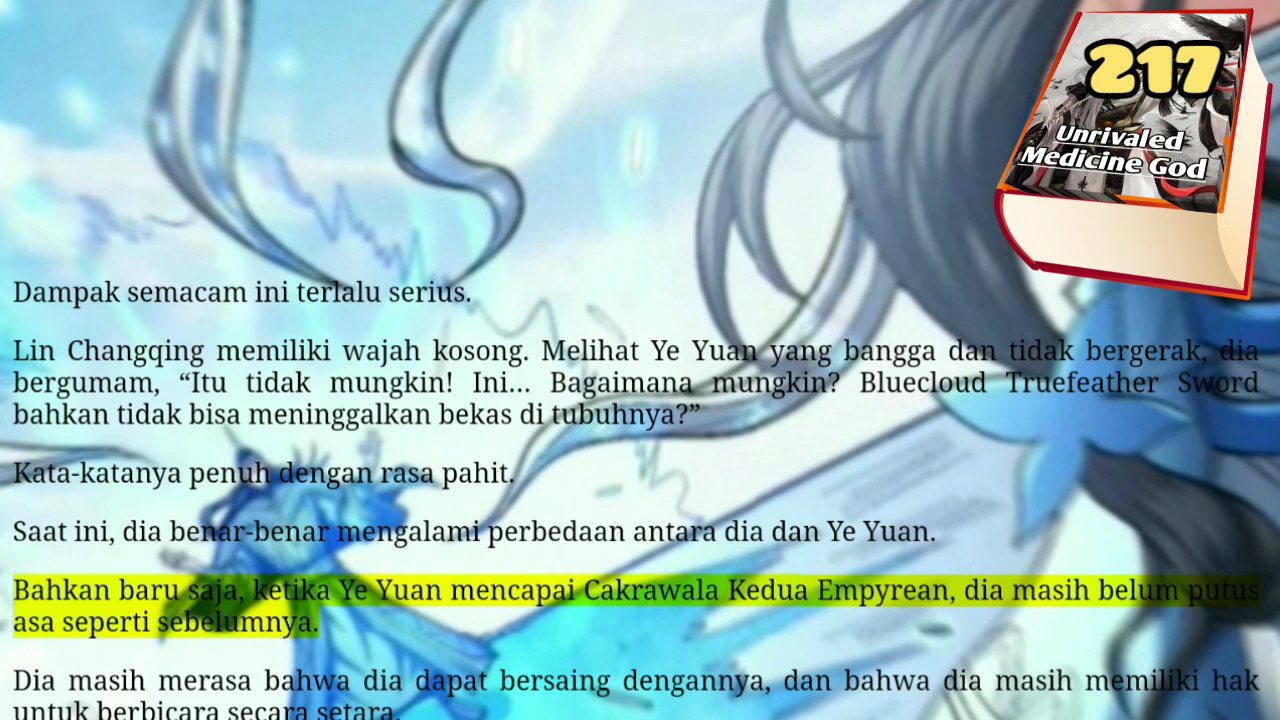 217
Unrivaled
Medicine God
Dampak semacam ini terlalu serius.
Lin Changqing memiliki wajah kosong. Melihat Ye Yuan yang bangga dan tidak bergerak, dia
bergumam, “Itu tidak mungkin! Ini... Bagaimana mungkin? Bluecloud Truefeather Sword
bahkan tidak bisa meninggalkan bekas di tubuhnya?”
Kata-katanya penuh dengan rasa pahit.
Saat ini, dia benar-benar mengalami perbedaan antara dia dan Ye Yuan.
Bahkan baru saja, ketika Ye Yuan mencapai Cakrawala Kedua Empyrean, dia masih belum putus
asa seperti sebelumnya.
Dia masih merasa bahwa dia dapat bersaing dengannya, dan bahwa dia masih memiliki hak
untuk berbicara secara setara.